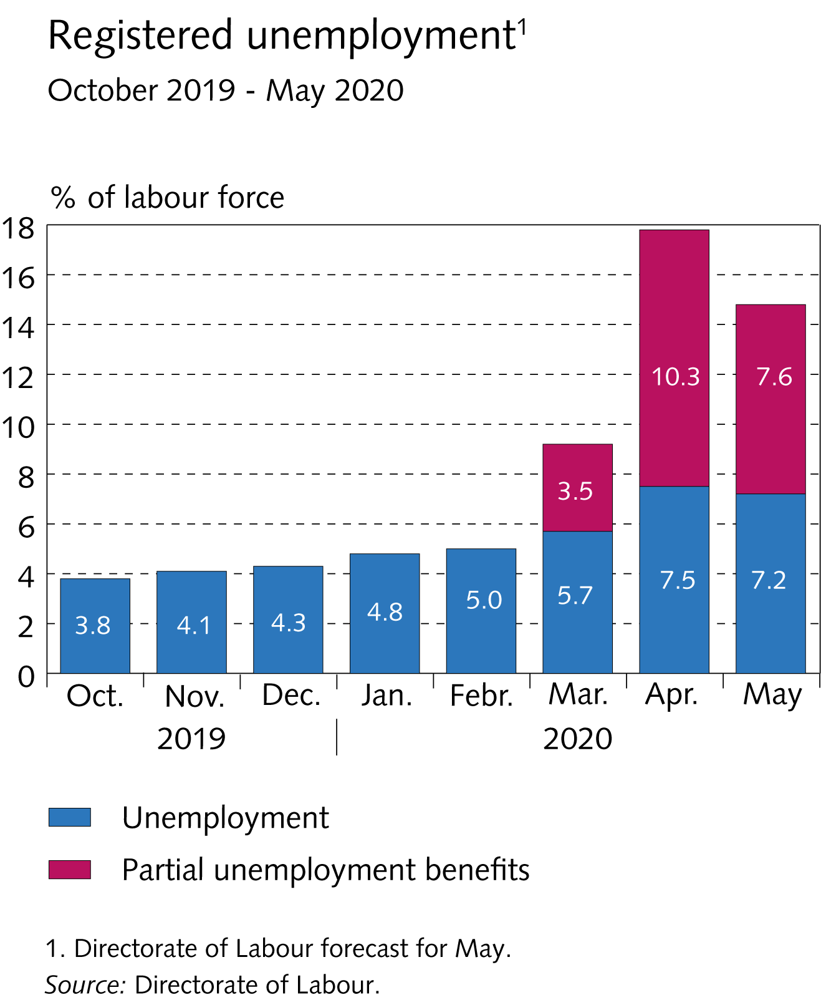 Registered unemployment¹
October 2019 - May 2020
% of labour force
18
16
14
12
10
8
6
4
2
0
10.3
7.6
3.5
3.8
4.1
4.3
4.8
5.0
5.7
7.5
7.2
Oct. Nov. Dec. Jan. Febr. Mar. Apr. May
2019 2020
Unemployment
Partial unemployment benefits
1. Directorate of Labour forecast for May.
Source: Directorate of Labour.